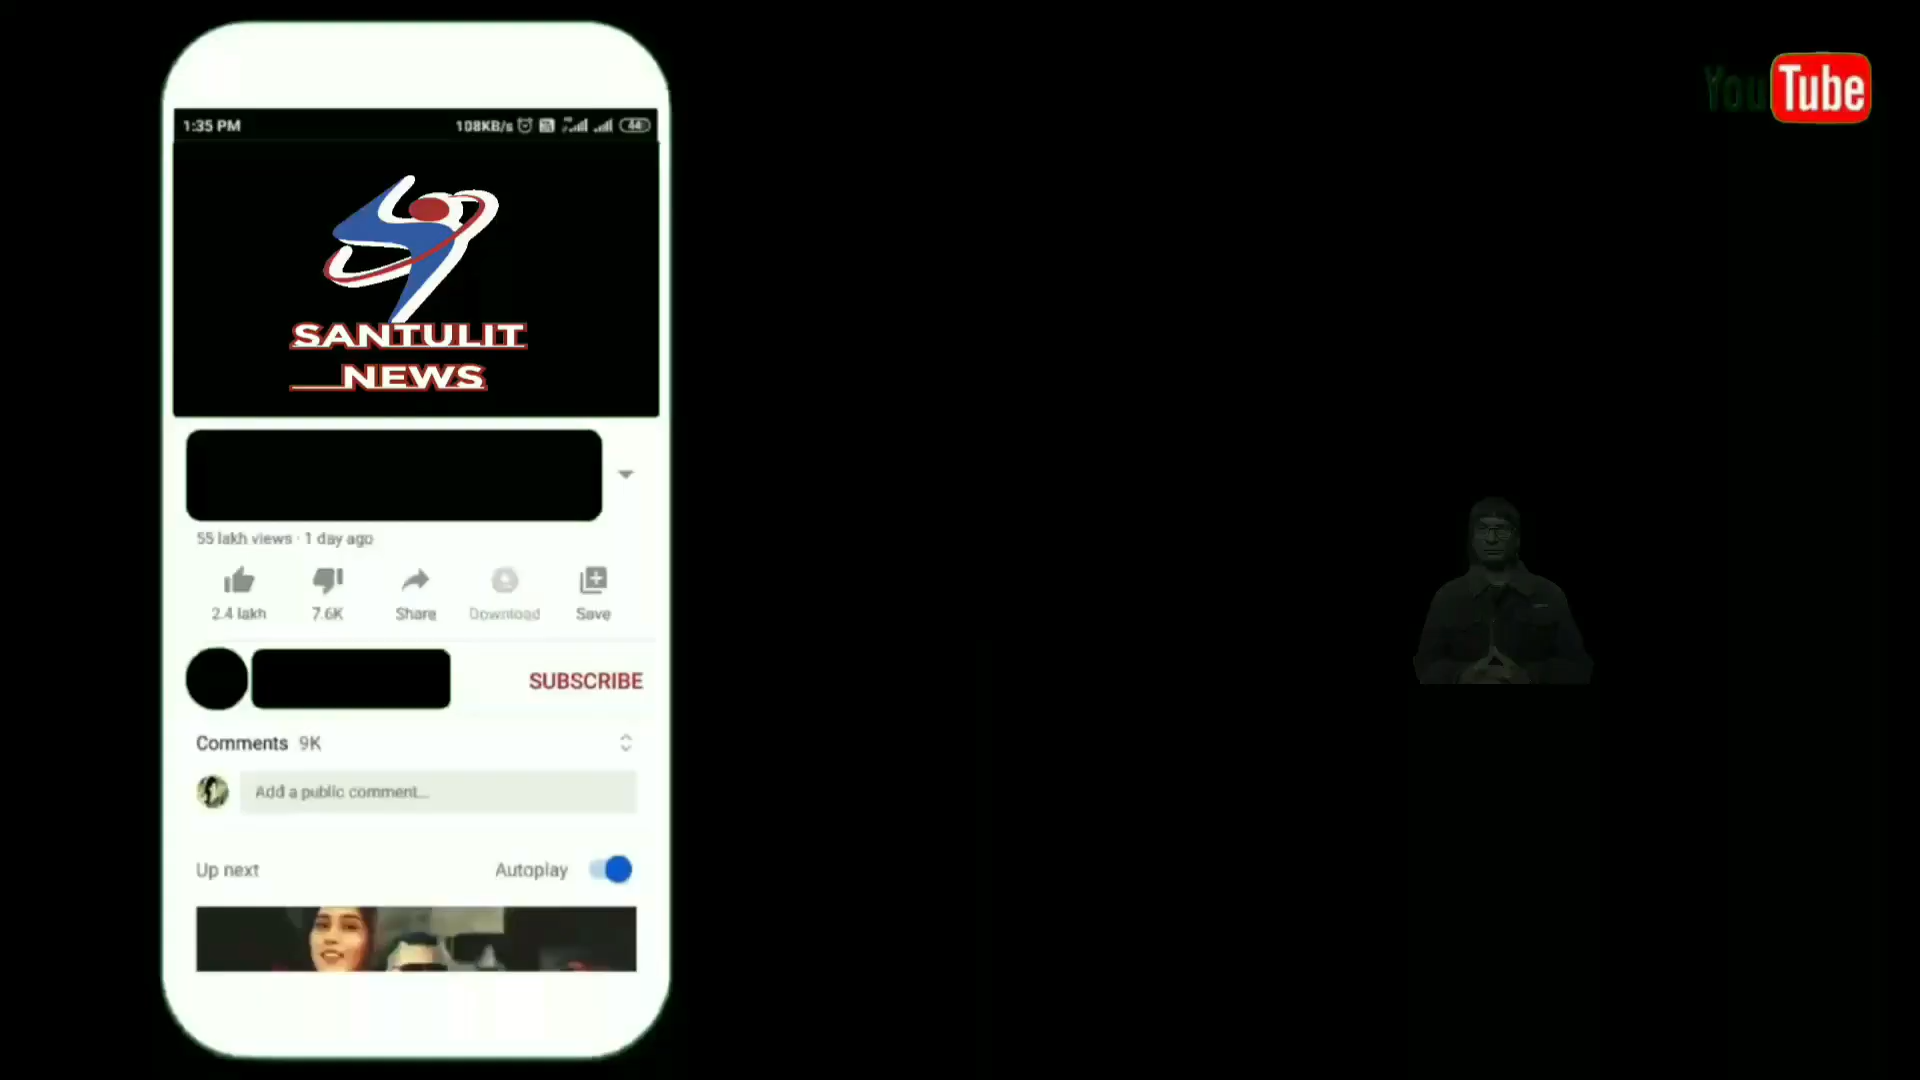 YouTube
1:35 PM 108KB/s 44
SANTULIT
NEWS
55 lakh views · 1 day ago
2.4 lakh 7.6K Share Download Save
SUBSCRIBE
Comments 9K
Add a public comment...
Up next Autoplay